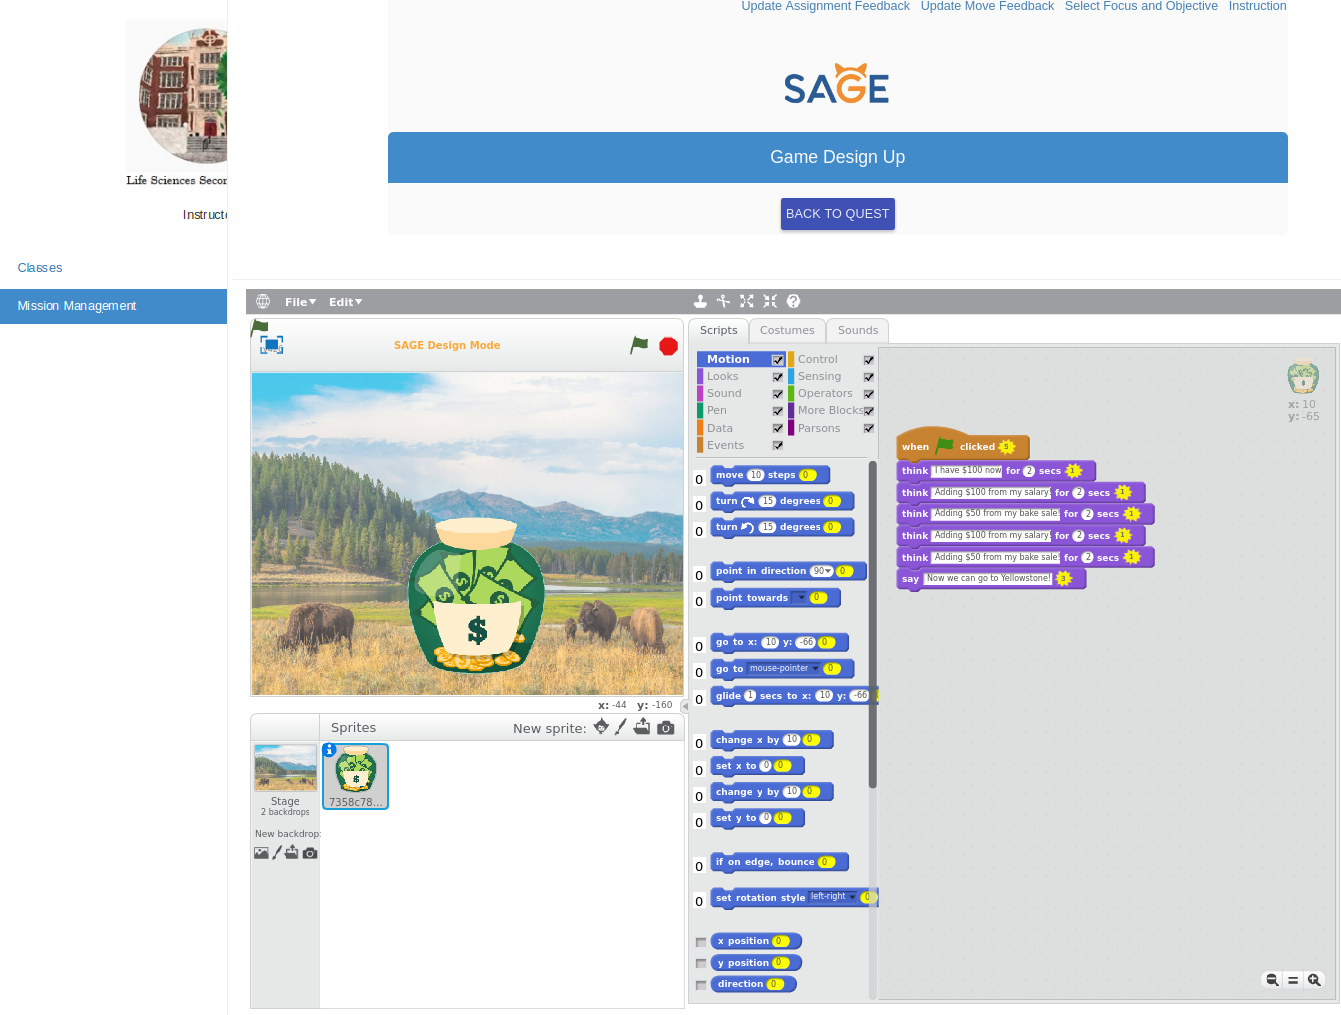 Update Assignment Feedback Update Move Feedback Select Focus and Objective Instruction
SAGE
Life Sciences Secon
Game Design Up
Instructo
BACK TO QUEST
Classes
Mission Management
File Edit
SAGE Design Mode
Scripts Costumes Sounds
Motion Control
Looks Sensing
Sound Operators
Pen More Blocks
Data Parsons
Events
x: 10
y: -65
when clicked 5
think I have $100 now for 2 secs 1
think Adding $100 from my salary! for 2 secs 1
think Adding $50 from my bake sale! for 2 secs 1
think Adding $100 from my salary! for 2 secs 1
think Adding $50 from my bake sale! for 2 secs 1
say Now we can go to Yellowstone! 3
0 move 10 steps 0
0 turn 15 degrees 0
0 turn 15 degrees 0
0 point in direction 90 0
0 point towards 0
0 go to x: 10 y: -66 0
0 go to mouse-pointer 0
0 glide 1 secs to x: 10 y: -66
0 change x by 10 0
0 set x to 0 0
0 change y by 10 0
0 set y to 0 0
0 if on edge, bounce 0
0 set rotation style left-right 0
x position 0
y position 0
direction 0
$
x: -44 y: -160
Sprites New sprite:
Stage
2 backdrops
New backdrop:
7358c78...